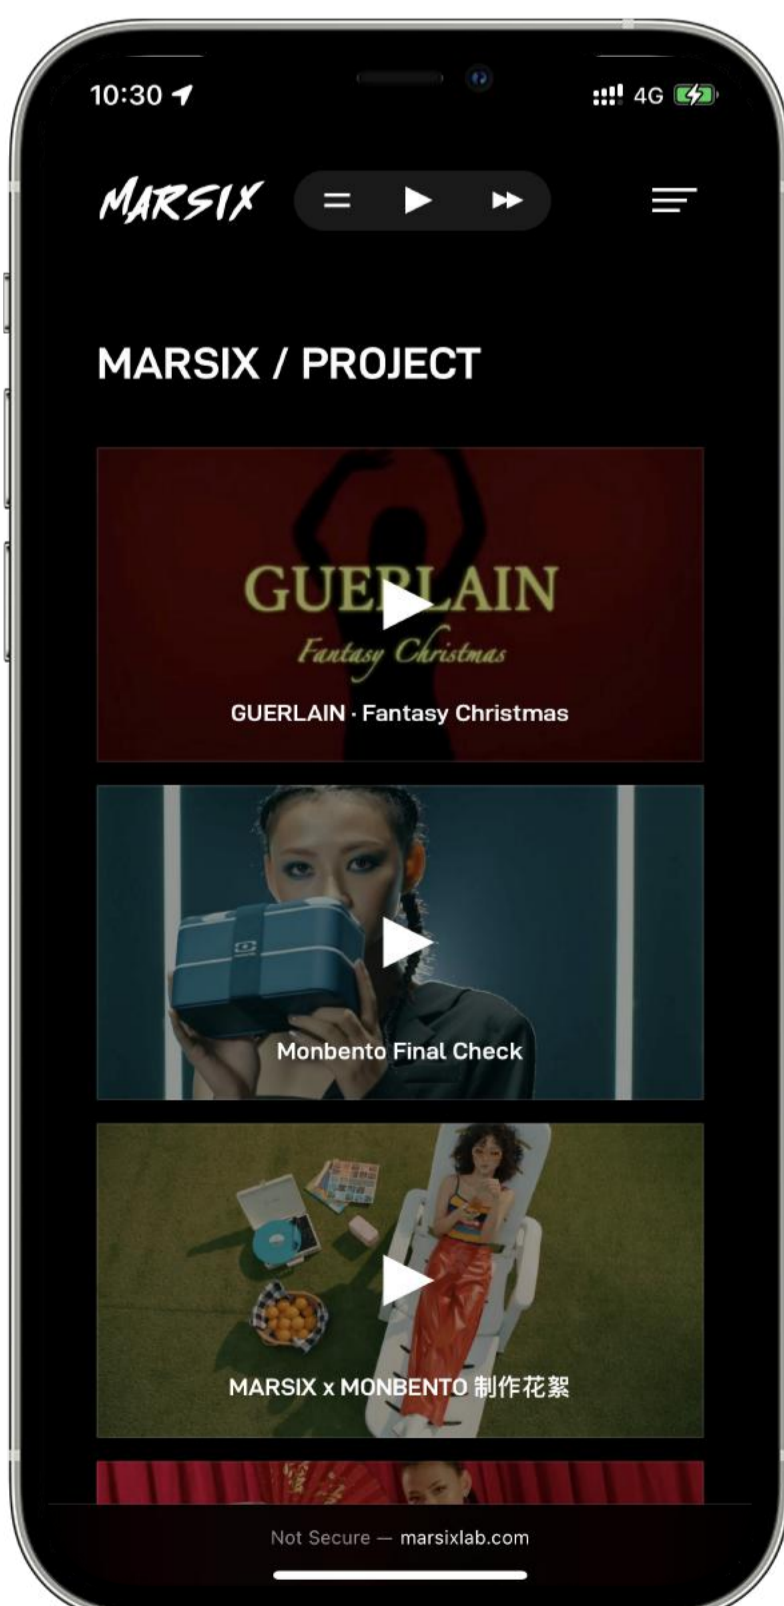 10:30
4G
MARSIX
MARSIX / PROJECT
GUERLAIN
Fantasy Christmas
GUERLAIN · Fantasy Christmas
Monbento Final Check
MARSIX x MONBENTO 制作花絮
Not Secure — marsixlab.com